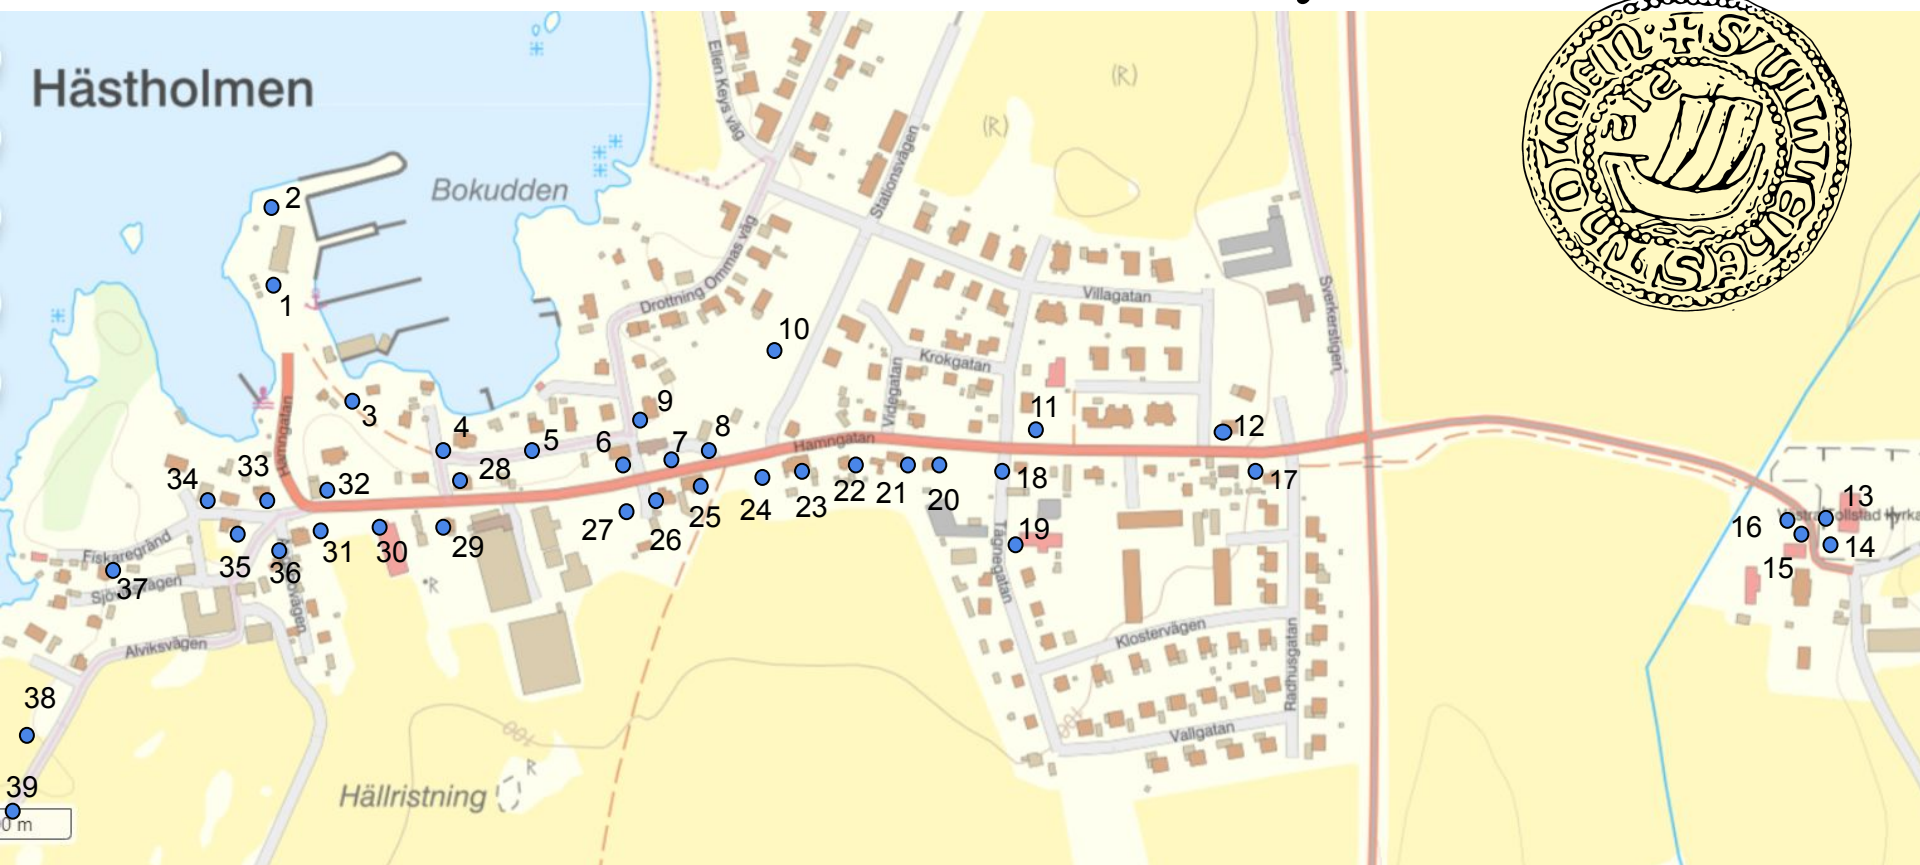 Hästholmen
Ellen Keys väg
(R)
(R)
Bokudden
Stationsvägen
2
Drottning Ommas väg
1
Villagatan
Sverkerstigen
10
Krokgatan
Videgatan
3
9
11
4
5
6
7
8
12
Hamngatan
Hamngatan
33
34
28
32
24
23
22
21
20
18
17
13
27
26
25
16
14
15
35
36
31
30
29
19
Fiskaregränd
37
R
Tägnegatan
Alviksvägen
Klostervägen
Rådhusgatan
38
100
100
Vallgatan
R
Hällristning
39
0 m